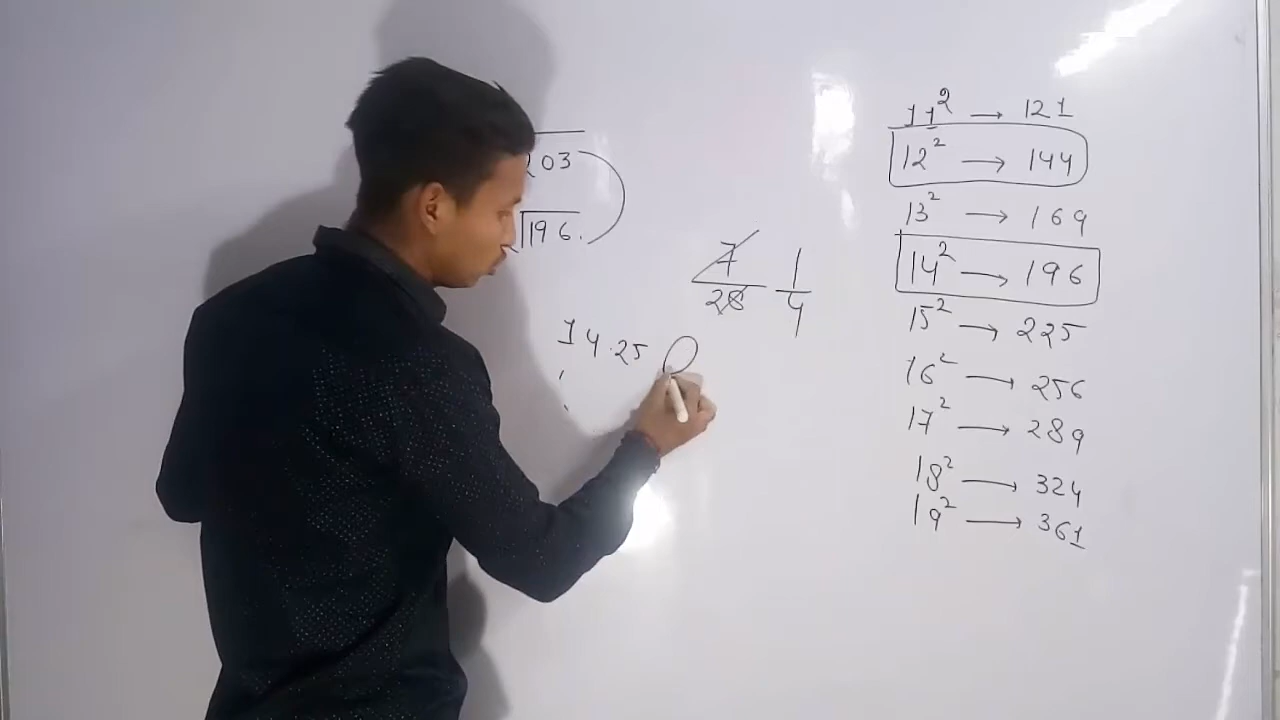 203
√196.
7/28 1/4
14.25 0
11² → 121
12² → 144
13² → 169
14² → 196
15² → 225
16² → 256
17² → 289
18² → 324
19² → 361